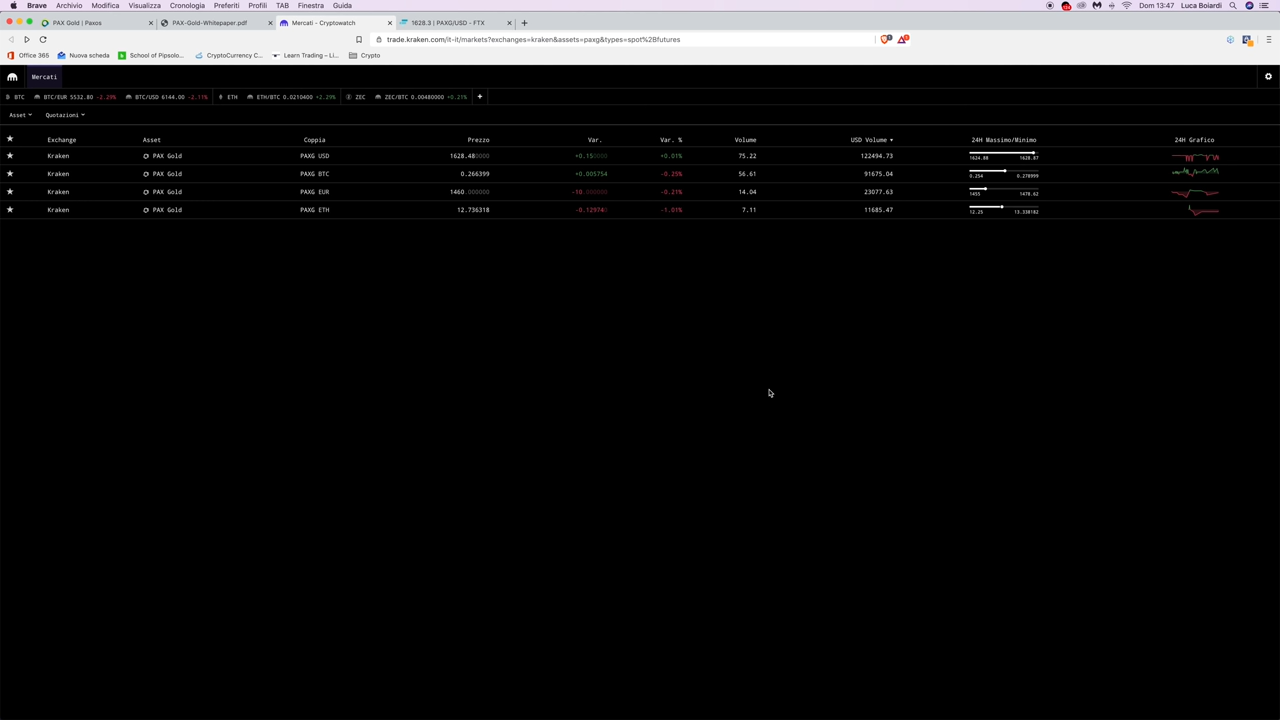 Brave Archivio Modifica Visualizza Cronologia Preferiti Profili TAB Finestra Guida Dom 13:47 Luca Boiardi
PAX Gold | Paxos PAX-Gold-Whitepaper.pdf Mercati - Cryptowatch 1628.3 | PAXG/USD - FTX
trade.kraken.com/it-it/markets?exchanges=kraken&assets=paxg&types=spot%2Bfutures
Office 365 Nuova scheda School of Pipsolo... CryptoCurrency C... Learn Trading – Li... Crypto
Mercati
BTC BTC/EUR 5532.80 -2.29% BTC/USD 6144.00 -2.11% ETH ETH/BTC 0.0210400 +2.29% ZEC ZEC/BTC 0.00480000 +0.21% +
Asset Quotazioni
Exchange Asset Coppia Prezzo Var. Var. % Volume USD Volume 24H Massimo/Minimo 24H Grafico
Kraken PAX Gold PAXG USD 1628.480000 +0.150000 +0.01% 75.22 122494.73 1624.88 1628.87
Kraken PAX Gold PAXG BTC 0.266399 +0.005754 -0.25% 56.61 91675.04 0.254 0.278999
Kraken PAX Gold PAXG EUR 1460.000000 -10.000000 -0.21% 14.04 23077.63 1455 1478.62
Kraken PAX Gold PAXG ETH 12.736318 -0.129740 -1.01% 7.11 11685.47 12.25 13.330182